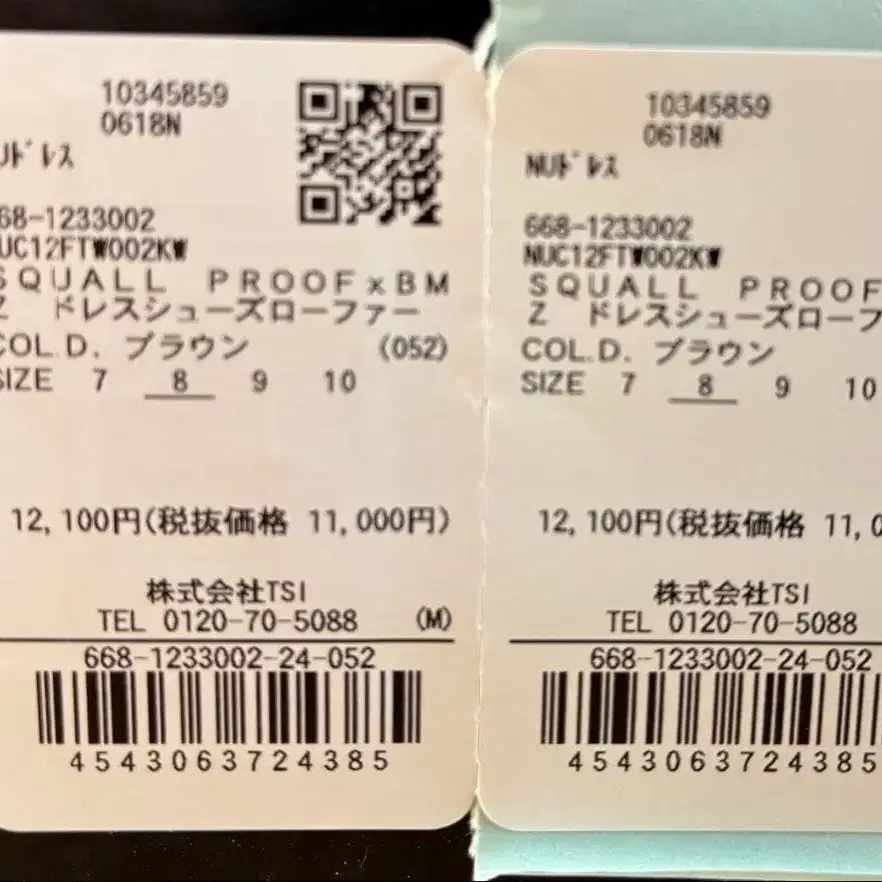 10345859
0618N
Uドレス
68-1233002
UC12FTW002KW
SQUALL PROOF×BM
Z ドレスシューズローファー
COL.D. ブラウン (052)
SIZE 7 8 9 10
12,100円(税抜価格 11,000円)
株式会社TSI
TEL 0120-70-5088 (M)
668-1233002-24-052
4543063724385
10345859
0618N
NUドレス
668-1233002
NUC12FTW002KW
SQUALL PROOF
Z ドレスシューズローフ
COL.D. ブラウン
SIZE 7 8 9 10
12,100円(税抜価格 11,0
株式会社TSI
TEL 0120-70-5088
668-1233002-24-052
4543063724385